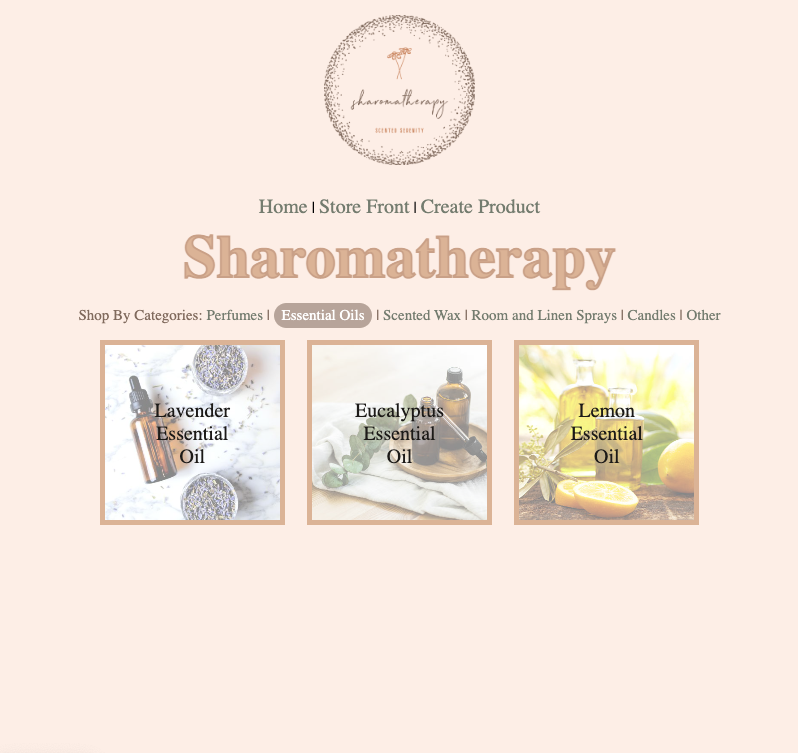 sharomatherapy
SCENTED SERENITY
Home | Store Front | Create Product
Sharomatherapy
Shop By Categories: Perfumes | Essential Oils | Scented Wax | Room and Linen Sprays | Candles | Other
Lavender
Essential
Oil
Eucalyptus
Essential
Oil
Lemon
Essential
Oil